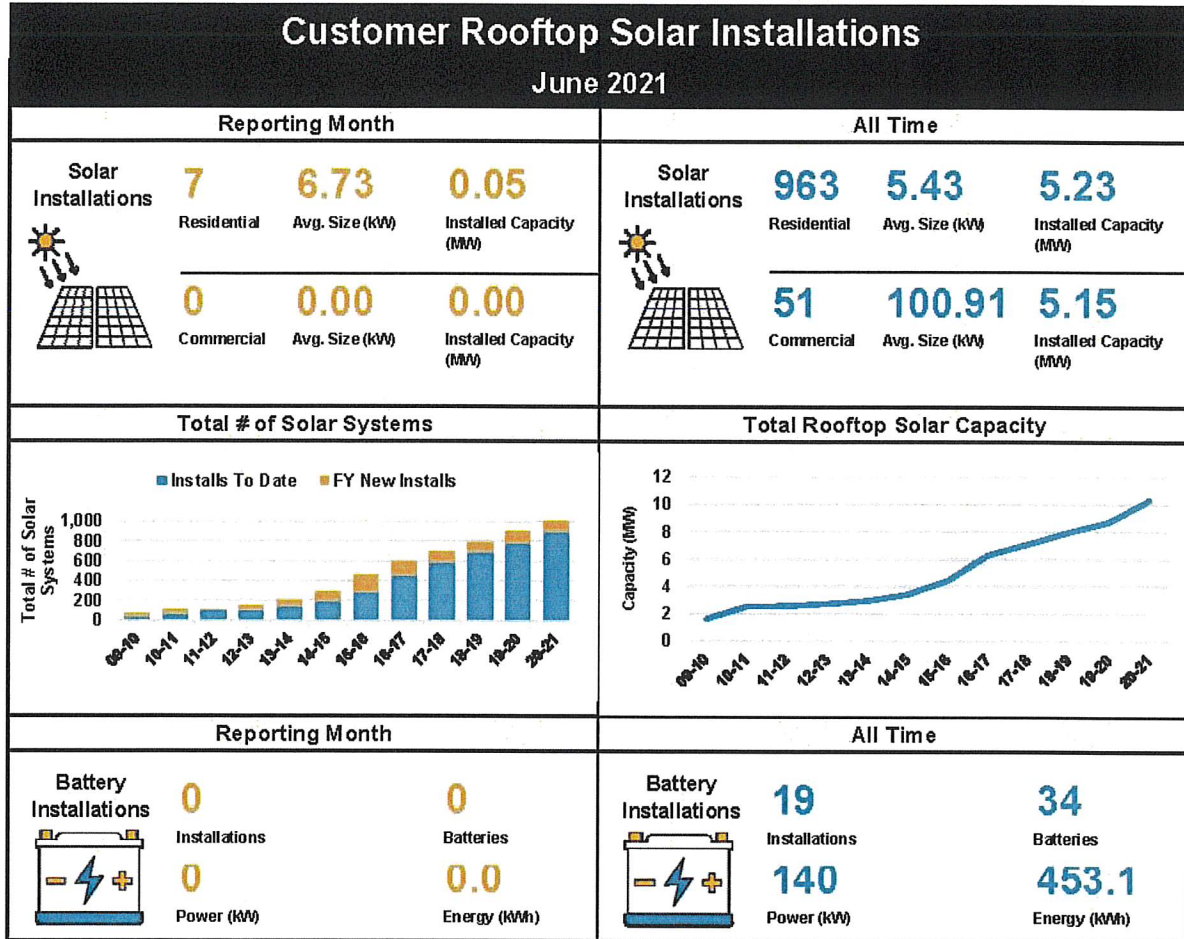 Customer Rooftop Solar Installations
June 2021
Reporting Month
Solar
Installations
7
6.73
0.05
Residential
Avg. Size (kW)
Installed Capacity
(MW)
0
0.00
0.00
Commercial
Avg. Size (kW)
Installed Capacity
(MW)
All Time
Solar
Installations
963
5.43
5.23
Residential
Avg. Size (kW)
Installed Capacity
(MW)
51
100.91
5.15
Commercial
Avg. Size (kW)
Installed Capacity
(MW)
Total # of Solar Systems
Installs To Date
FY New Installs
Total # of Solar
Systems
1,000
800
600
400
200
0
09-10
10-11
11-12
12-13
13-14
14-15
15-16
16-17
17-18
18-19
19-20
20-21
Total Rooftop Solar Capacity
Capacity (MW)
12
10
8
6
4
2
0
09-10
10-11
11-12
12-13
13-14
14-15
15-16
16-17
17-18
18-19
19-20
20-21
Reporting Month
Battery
Installations
0
0
Installations
Batteries
0
0.0
Power (kW)
Energy (kWh)
All Time
Battery
Installations
19
34
Installations
Batteries
140
453.1
Power (kW)
Energy (kWh)